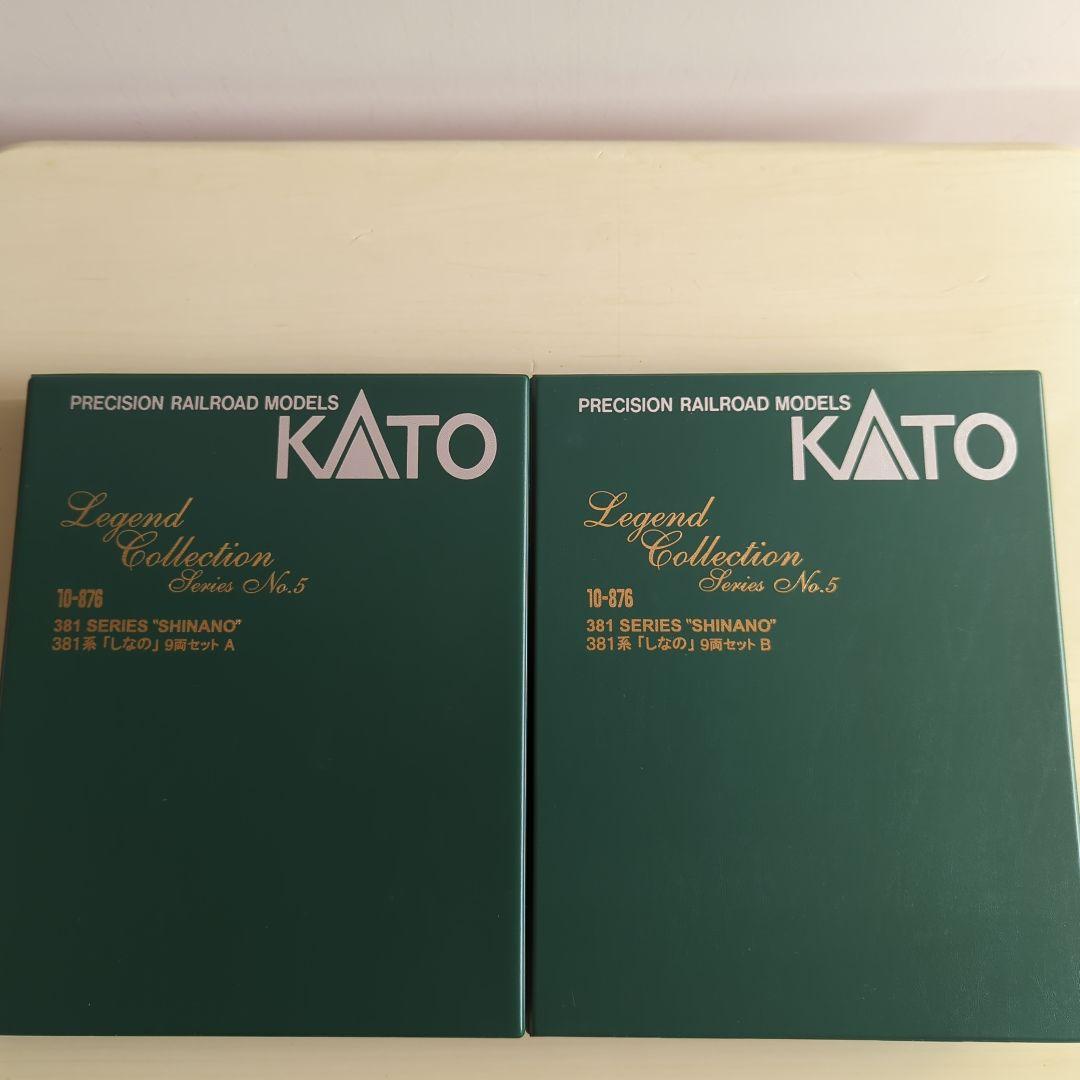 PRECISION RAILROAD MODELS
KATO
Legend
Collection
Series No.5
10-876
381 SERIES "SHINANO"
381系「しなの」9両セット A
PRECISION RAILROAD MODELS
KATO
Legend
Collection
Series No.5
10-876
381 SERIES "SHINANO"
381系「しなの」9両セット B